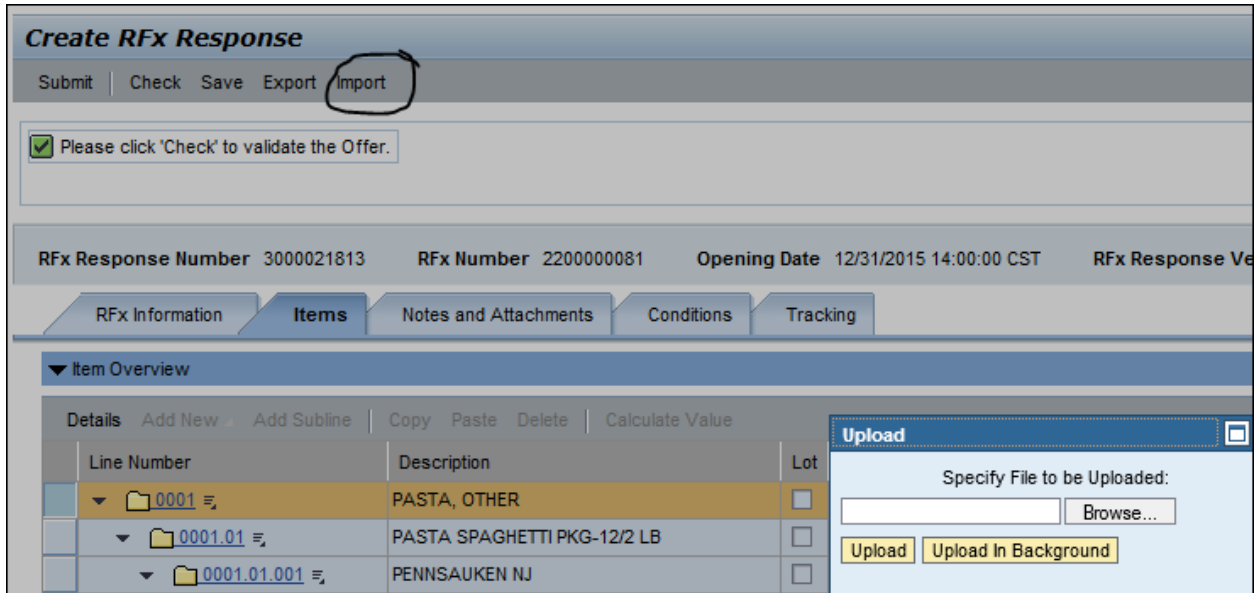 Create RFx Response
Submit Check Save Export Import
Please click 'Check' to validate the Offer.
RFx Response Number 3000021813 RFx Number 2200000081 Opening Date 12/31/2015 14:00:00 CST RFx Response Ve
RFx Information Items Notes and Attachments Conditions Tracking
Item Overview
Details Add New Add Subline Copy Paste Delete Calculate Value
Line Number Description Lot
0001 PASTA, OTHER
0001.01 PASTA SPAGHETTI PKG-12/2 LB
0001.01.001 PENNSAUKEN NJ
Upload
Specify File to be Uploaded:
Browse...
Upload Upload In Background